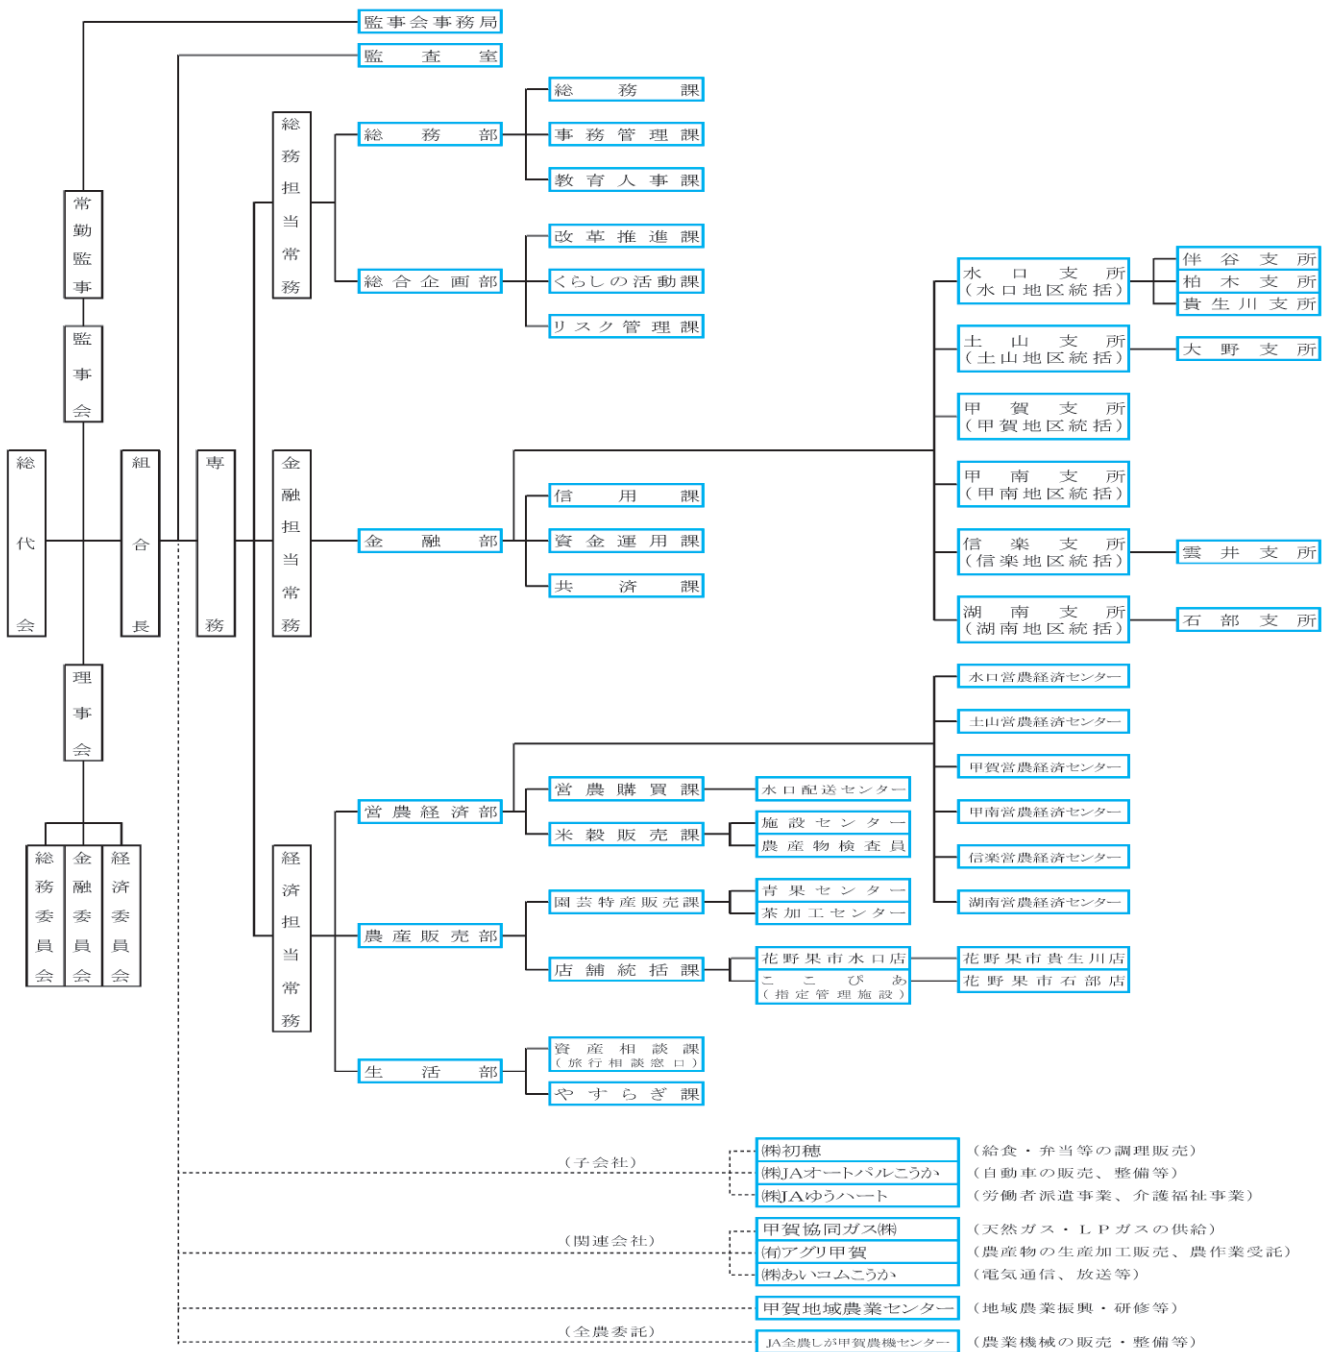 監事会事務局
監査室
総務担当常務
総務部
総務課
事務管理課
教育人事課
総合企画部
改革推進課
くらしの活動課
リスク管理課
常勤監事
監事会
総代会
組合長
専務
理事会
総務委員会
金融委員会
経済委員会
金融担当常務
金融部
信用課
資金運用課
共済課
水口支所
(水口地区統括)
伴谷支所
柏木支所
貴生川支所
土山支所
(土山地区統括)
大野支所
甲賀支所
(甲賀地区統括)
甲南支所
(甲南地区統括)
信楽支所
(信楽地区統括)
雲井支所
湖南支所
(湖南地区統括)
石部支所
経済担当常務
営農経済部
営農購買課
水口配送センター
米穀販売課
施設センター
農産物検査員
水口営農経済センター
土山営農経済センター
甲賀営農経済センター
甲南営農経済センター
信楽営農経済センター
湖南営農経済センター
農産販売部
園芸特産販売課
青果センター
茶加工センター
店舗統括課
花野果市水口店
花野果市貴生川店
ここぴあ
(指定管理施設)
花野果市石部店
生活部
資産相談課
(旅行相談窓口)
やすらぎ課
(子会社)
㈱初穂 (給食・弁当等の調理販売)
㈱JAオートパルこうか (自動車の販売、整備等)
㈱JAゆうハート (労働者派遣事業、介護福祉事業)
(関連会社)
甲賀協同ガス㈱ (天然ガス・LPガスの供給)
㈲アグリ甲賀 (農産物の生産加工販売、農作業受託)
㈱あいコムこうか (電気通信、放送等)
甲賀地域農業センター (地域農業振興・研修等)
(全農委託)
JA全農しが甲賀農機センター (農業機械の販売・整備等)